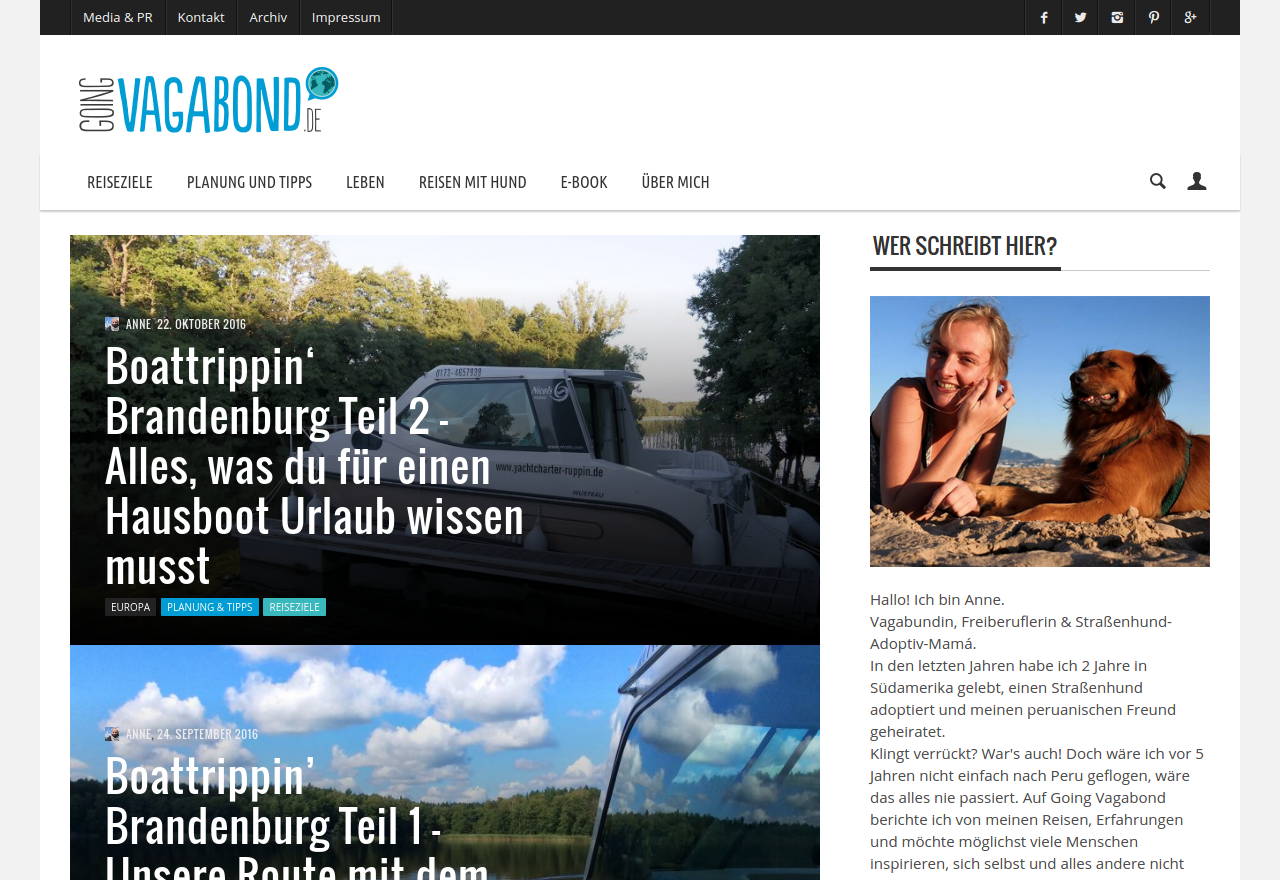 Media & PR
Kontakt
Archiv
Impressum
GOING VAGABOND.DE
REISEZIELE
PLANUNG UND TIPPS
LEBEN
REISEN MIT HUND
E-BOOK
ÜBER MICH
ANNE 22. OKTOBER 2016
Boattrippin‘
Brandenburg Teil 2 -
Alles, was du für einen
Hausboot Urlaub wissen
musst
EUROPA
PLANUNG & TIPPS
REISEZIELE
0173-4657939
Nicols
www.yachtcharter-ruppin.de
WUSTRAU
ANNE, 24. SEPTEMBER 2016
Boattrippin’
Brandenburg Teil 1 -
Unsere Route mit dem
WER SCHREIBT HIER?
Hallo! Ich bin Anne.
Vagabundin, Freiberuflerin & Straßenhund-
Adoptiv-Mamá.
In den letzten Jahren habe ich 2 Jahre in
Südamerika gelebt, einen Straßenhund
adoptiert und meinen peruanischen Freund
geheiratet.
Klingt verrückt? War's auch! Doch wäre ich vor 5
Jahren nicht einfach nach Peru geflogen, wäre
das alles nie passiert. Auf Going Vagabond
berichte ich von meinen Reisen, Erfahrungen
und möchte möglichst viele Menschen
inspirieren, sich selbst und alles andere nicht